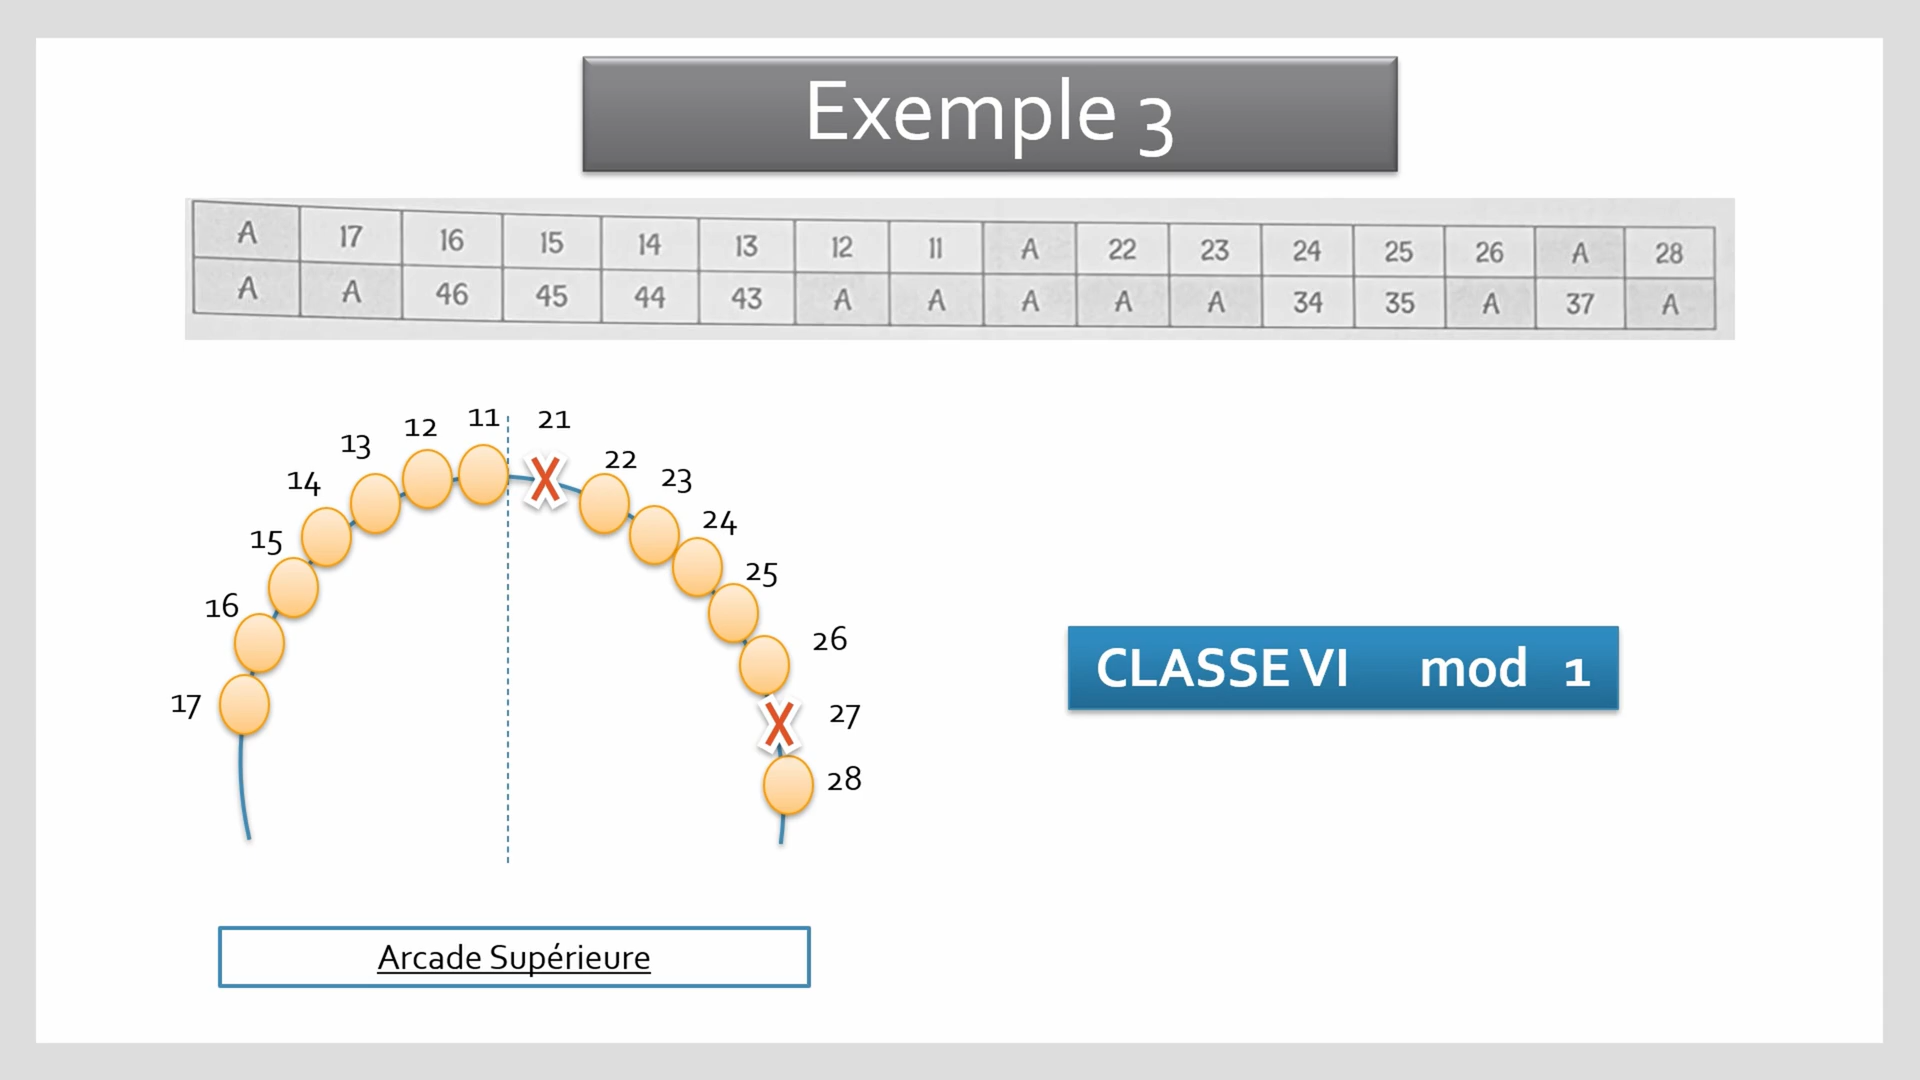 Exemple 3
A 17 16 15 14 13 12 11 A 22 23 24 25 26 A 28
A A 46 45 44 43 A A A A A 34 35 A 37 A
11 21
12
13
22
23
14
24
15
25
16
26
17
27
28
CLASSE VI mod 1
Arcade Supérieure